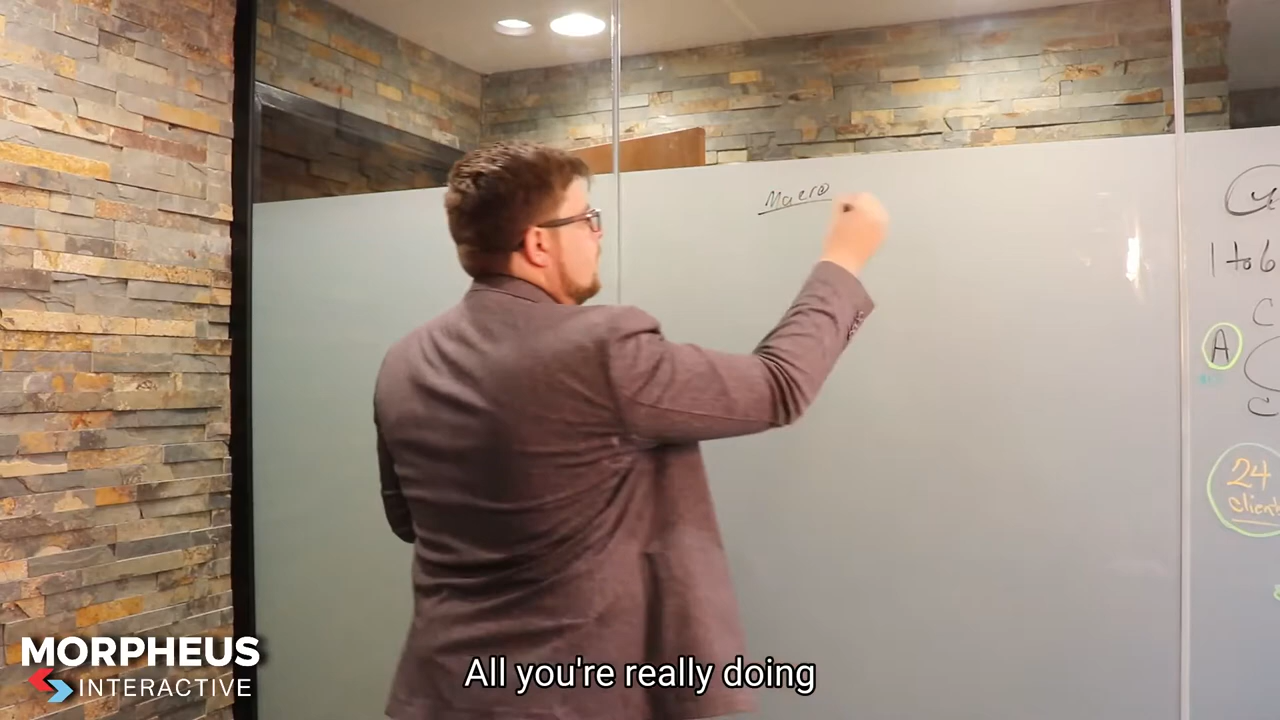 Macro
1 to 6
A
24
Client
MORPHEUS
INTERACTIVE
All you're really doing